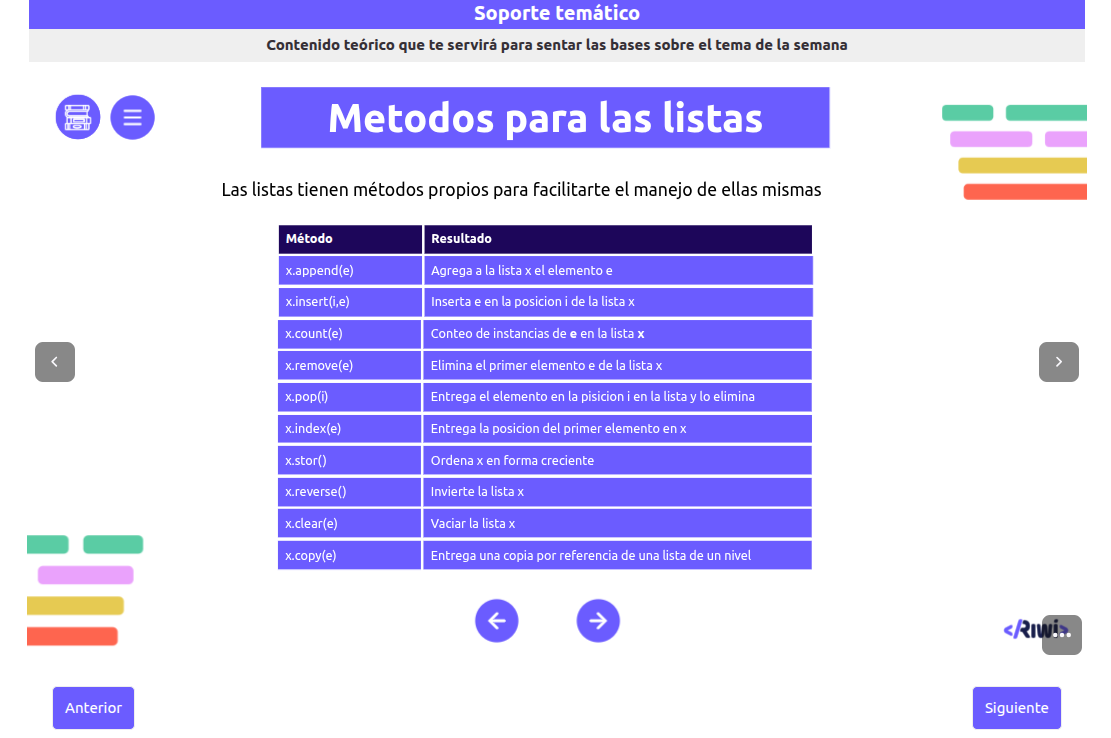 Soporte temático
Contenido teórico que te servirá para sentar las bases sobre el tema de la semana
Metodos para las listas
Las listas tienen métodos propios para facilitarte el manejo de ellas mismas
Método Resultado
x.append(e) Agrega a la lista x el elemento e
x.insert(i,e) Inserta e en la posicion i de la lista x
x.count(e) Conteo de instancias de e en la lista x
x.remove(e) Elimina el primer elemento e de la lista x
x.pop(i) Entrega el elemento en la pisicion i en la lista y lo elimina
x.index(e) Entrega la posicion del primer elemento en x
x.stor() Ordena x en forma creciente
x.reverse() Invierte la lista x
x.clear(e) Vaciar la lista x
x.copy(e) Entrega una copia por referencia de una lista de un nivel
</Riwi>
Anterior
Siguiente